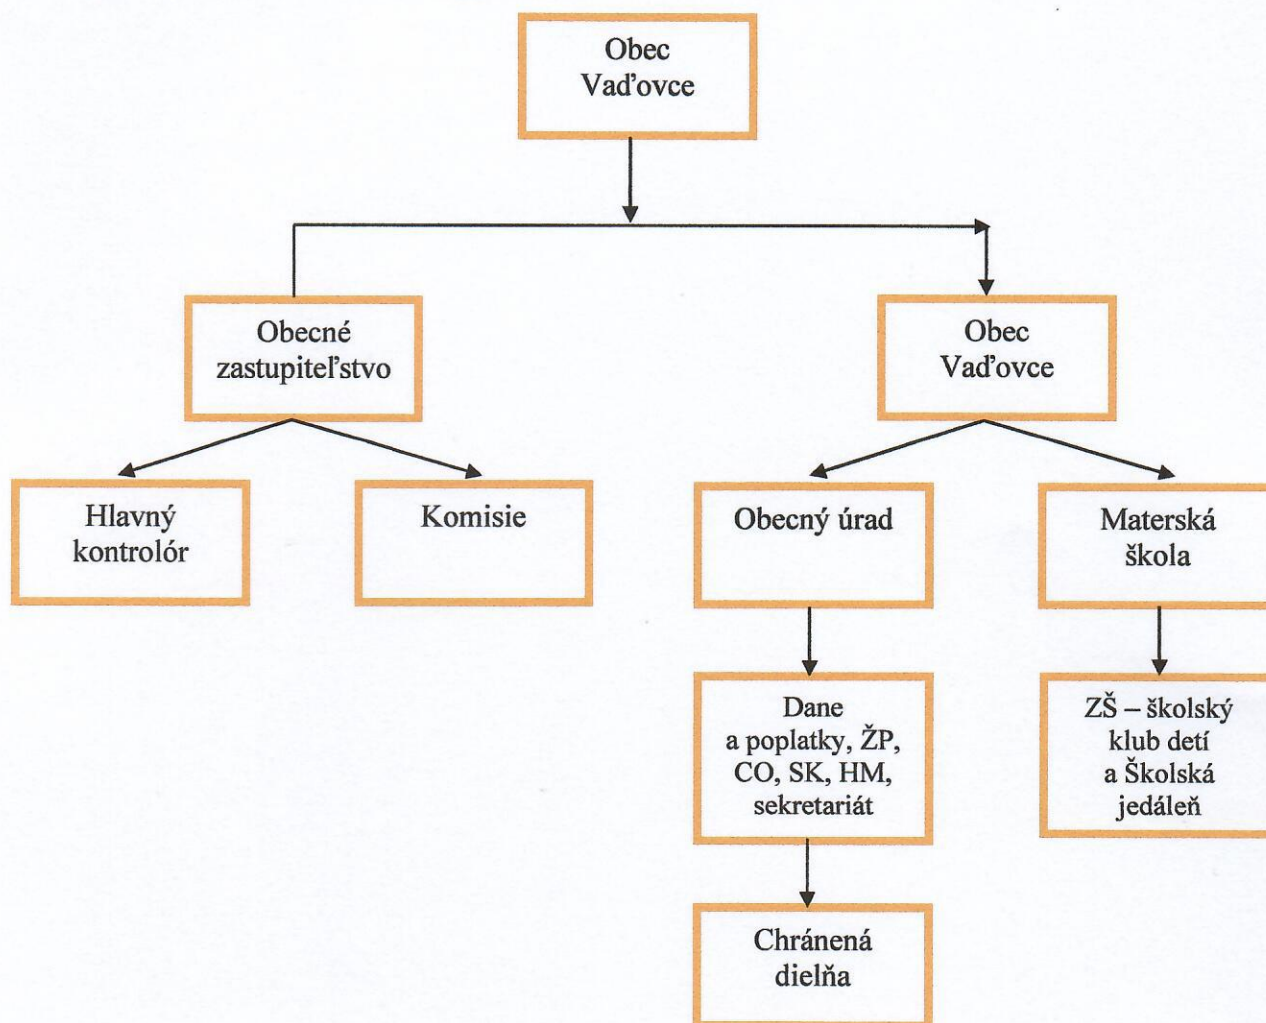 Obec
Vaďovce
Obecné
zastupiteľstvo
Obec
Vaďovce
Hlavný
kontrolór
Komisie
Obecný úrad
Materská
škola
Dane
a poplatky, ŽP,
CO, SK, HM,
sekretariát
ZŠ – školský
klub detí
a Školská
jedáleň
Chránená
dielňa